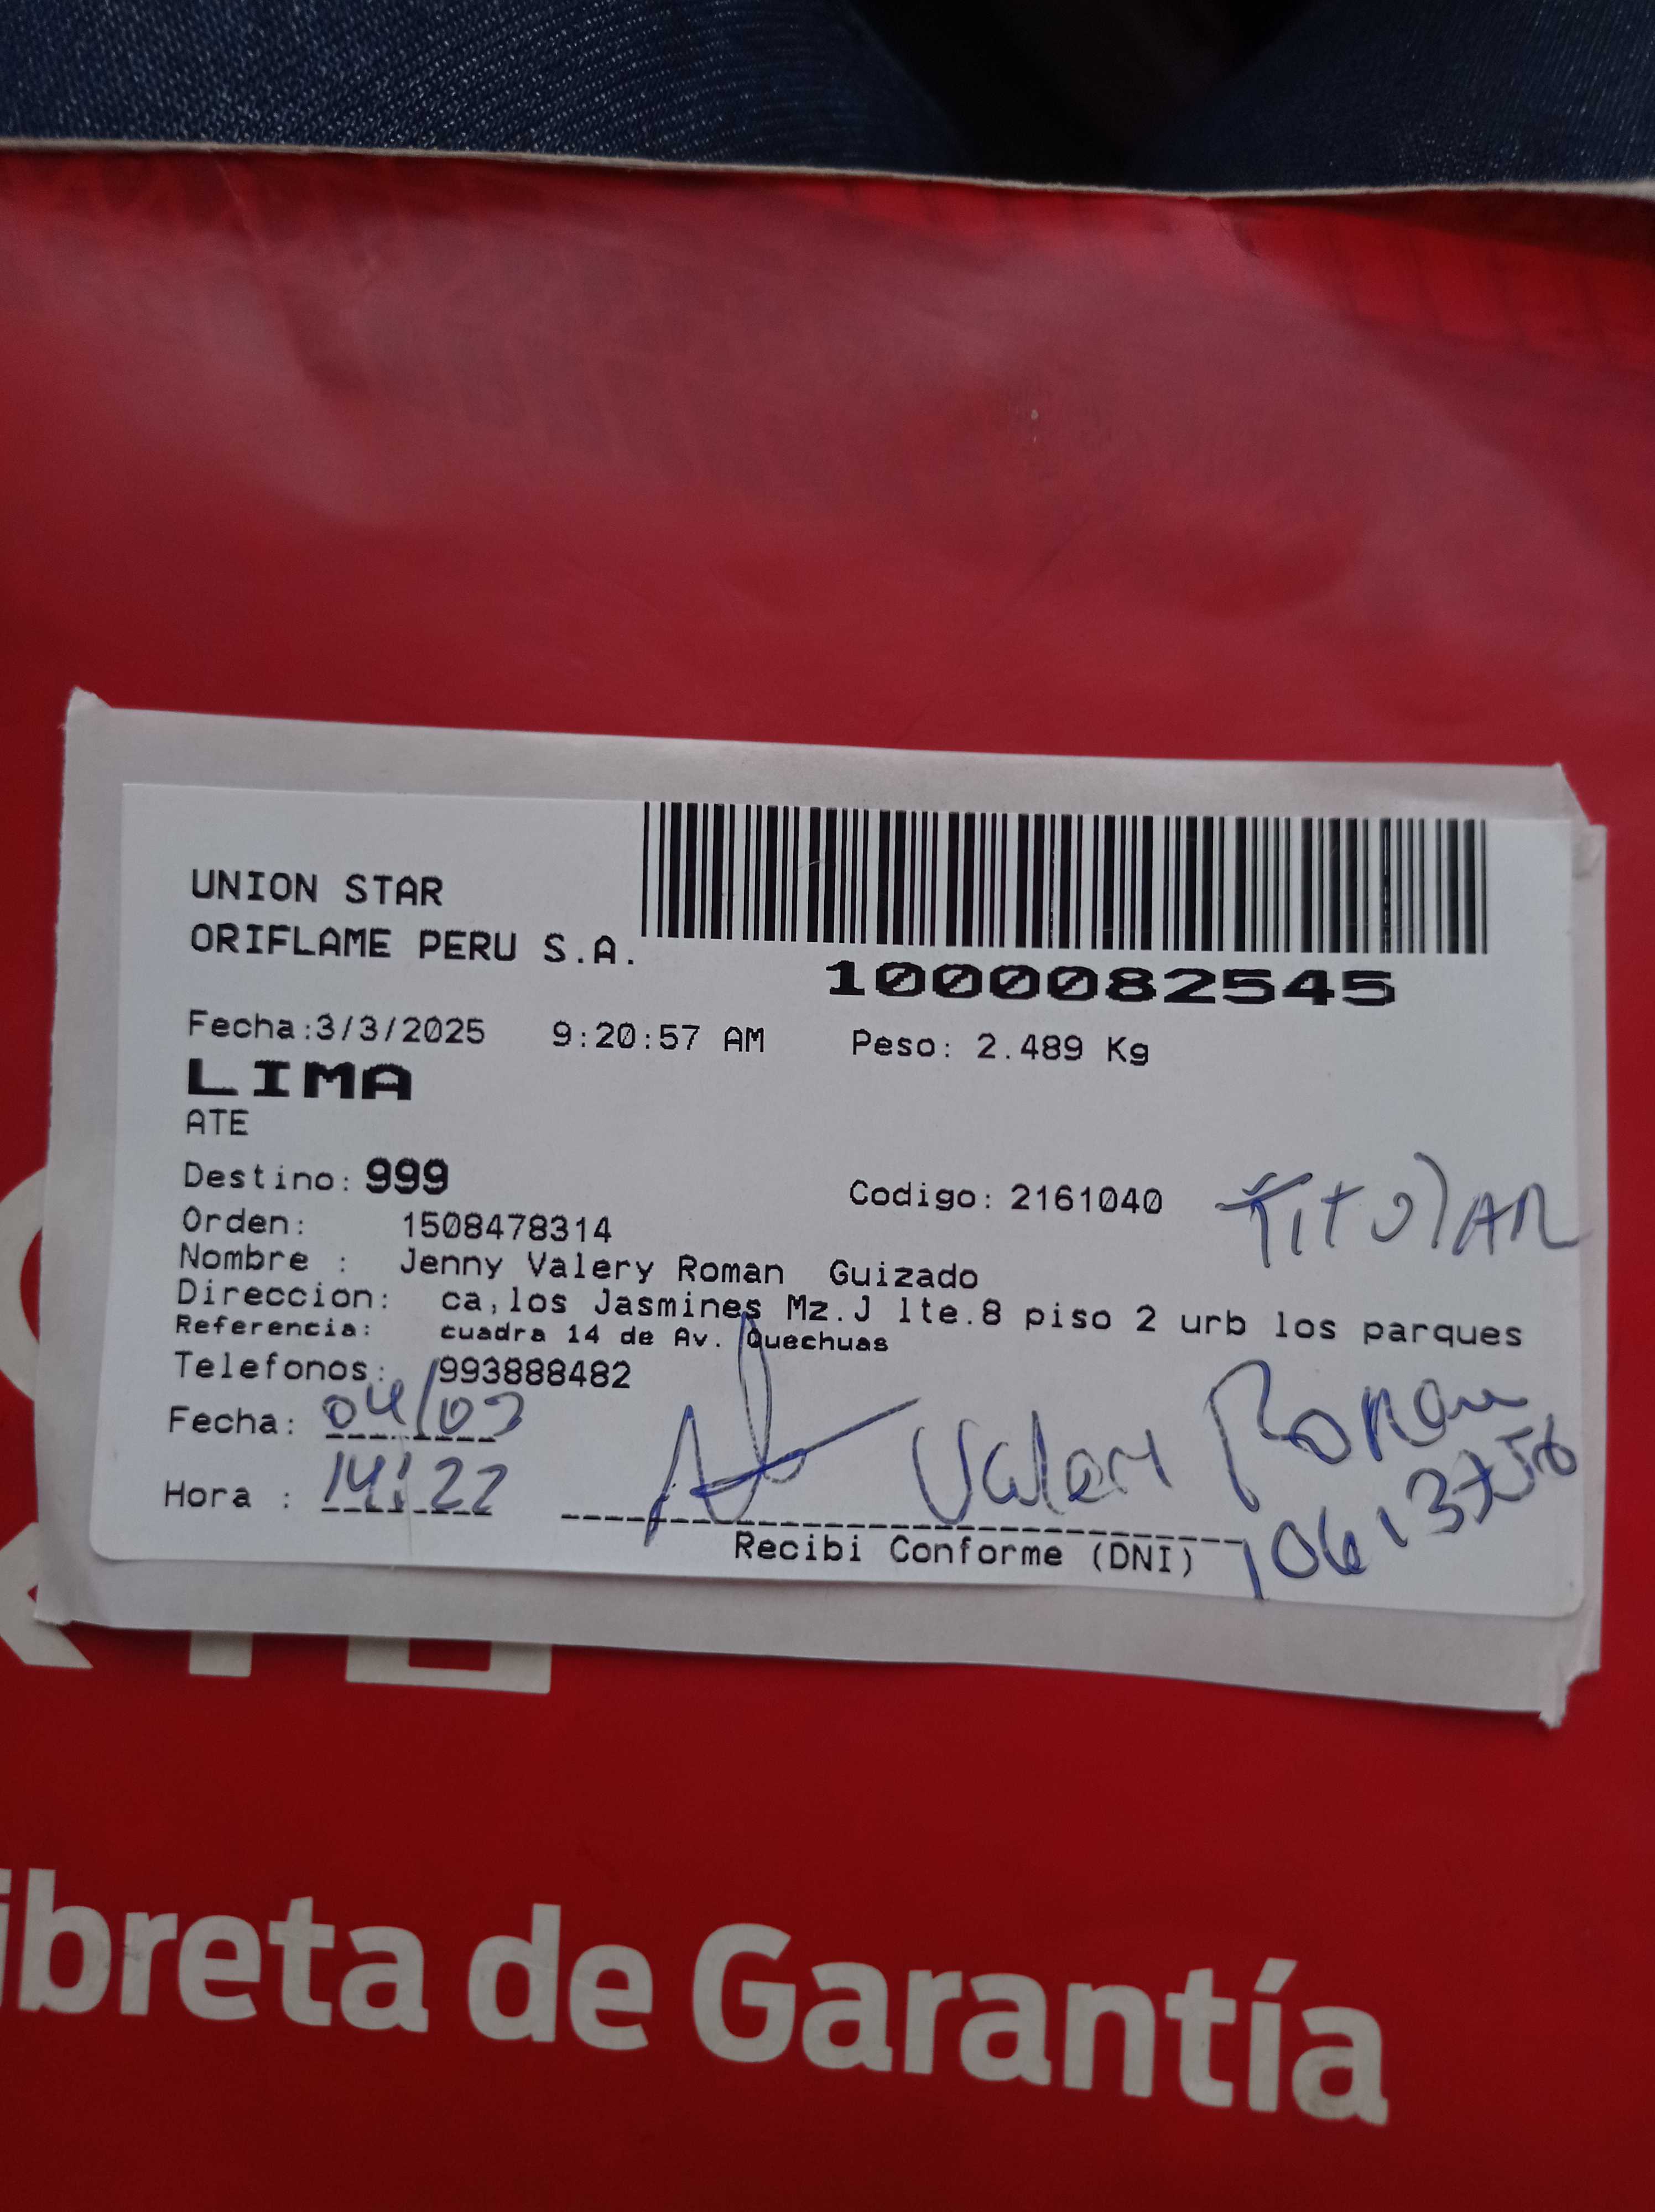 UNION STAR
ORIFLAME PERU S.A.
1000082545
Fecha:3/3/2025 9:20:57 AM Peso: 2.489 Kg
LIMA
ATE
Destino: 999 Codigo: 2161040 TITULAR
Orden: 1508478314
Nombre : Jenny Valery Roman Guizado
Direccion: ca,los Jasmines Mz.J lte.8 piso 2 urb los parques
Referencia: cuadra 14 de Av. Quechuas
Telefonos: 993888482
Fecha: 04/03
Hora : 14:22 Valery Roman
Recibi Conforme (DNI)
ibreta de Garantía